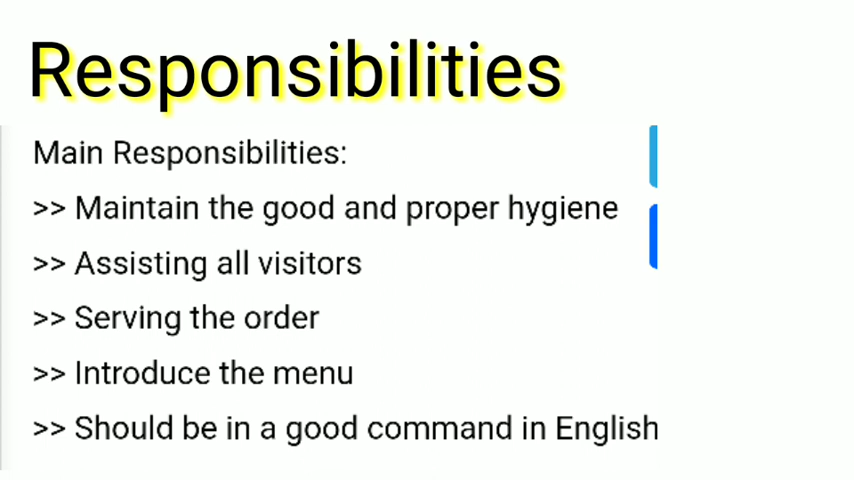 Responsibilities
Main Responsibilities:
>> Maintain the good and proper hygiene
>> Assisting all visitors
>> Serving the order
>> Introduce the menu
>> Should be in a good command in English